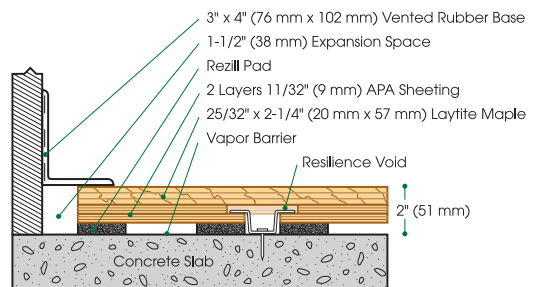 3" x 4" (76 mm x 102 mm) Vented Rubber Base
1-1/2" (38 mm) Expansion Space
Rezill Pad
2 Layers 11/32" (9 mm) APA Sheeting
25/32" x 2-1/4" (20 mm x 57 mm) Laytite Maple
Vapor Barrier
Resilience Void
2" (51 mm)
Concrete Slab